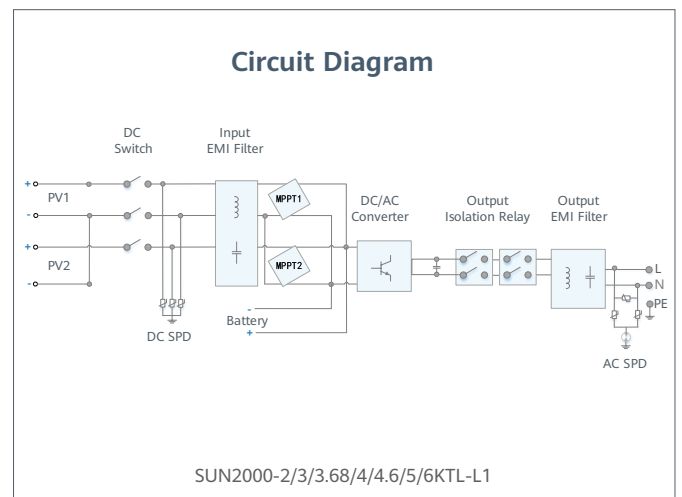 Circuit Diagram
DC
Switch
Input
EMI Filter
+
PV1
-
+
PV2
-
MPPT1
MPPT2
DC/AC
Converter
Output
Isolation Relay
Output
EMI Filter
L
N
PE
-
Battery
+
DC SPD
AC SPD
SUN2000-2/3/3.68/4/4.6/5/6KTL-L1